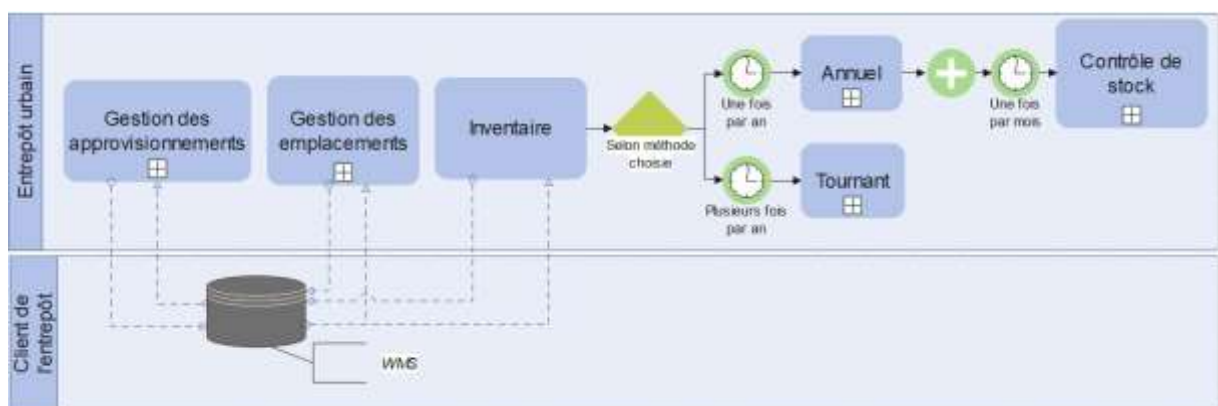 Entrepôt urbain
Gestion des
approvisionnements
Gestion des
emplacements
Inventaire
Selon méthode
choisie
Une fois
par an
Annuel
Une fois
par mois
Contrôle de
stock
Plusieurs fois
par an
Tournant
Client de
l'entrepôt
WMS